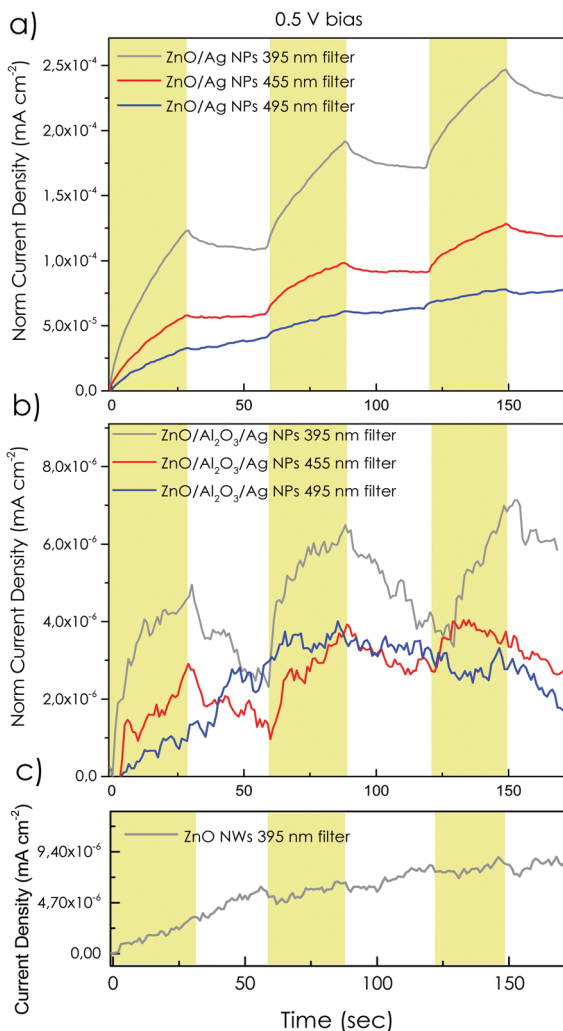 0.5 V bias
a)
Norm Current Density (mA cm⁻²)
2,5x10⁻⁴
2,0x10⁻⁴
1,5x10⁻⁴
1,0x10⁻⁴
5,0x10⁻⁵
0,0
ZnO/Ag NPs 395 nm filter
ZnO/Ag NPs 455 nm filter
ZnO/Ag NPs 495 nm filter
0 50 100 150
b)
Norm Current Density (mA cm⁻²)
8,0x10⁻⁶
6,0x10⁻⁶
4,0x10⁻⁶
2,0x10⁻⁶
0,0
ZnO/Al₂O₃/Ag NPs 395 nm filter
ZnO/Al₂O₃/Ag NPs 455 nm filter
ZnO/Al₂O₃/Ag NPs 495 nm filter
0 50 100 150
c)
Current Density (mA cm⁻²)
9,40x10⁻⁶
4,70x10⁻⁶
0,00
ZnO NWs 395 nm filter
0 50 100 150
Time (sec)